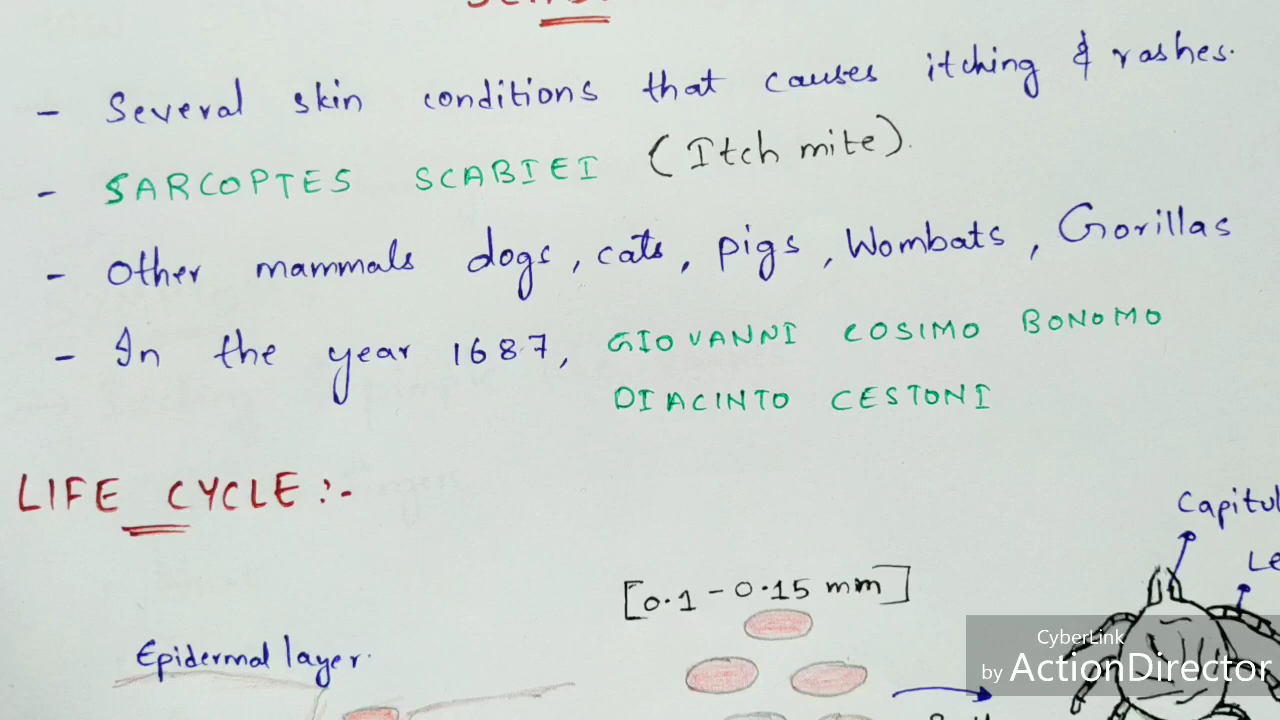 - Several skin conditions that causes itching & rashes.
- SARCOPTES SCABIEI (Itch mite).
- Other mammals dogs, cats, pigs, Wombats, Gorillas
- In the year 1687, GIOVANNI COSIMO BONOMO
DIACINTO CESTONI
LIFE CYCLE :-
Capitul
Le
[0.1 - 0.15 mm]
Epidermal layer.
CyberLink
by ActionDirector